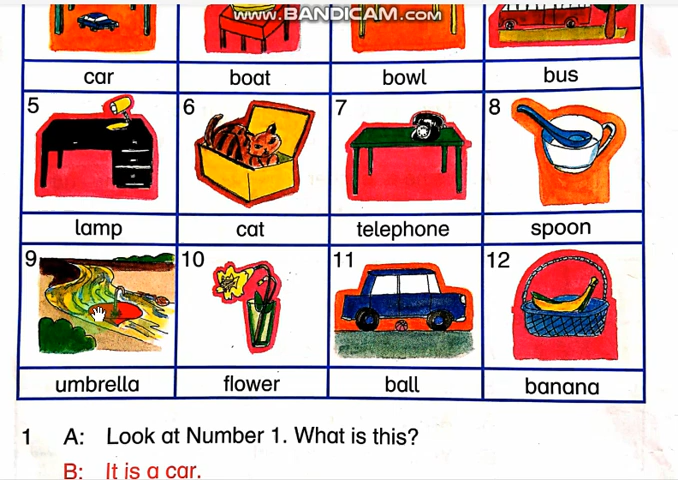 WWW.BANDICAM.COM
car boat bowl bus
5 6 7 8
lamp cat telephone spoon
9 10 11 12
umbrella flower ball banana
1 A: Look at Number 1. What is this?
B: It is a car.